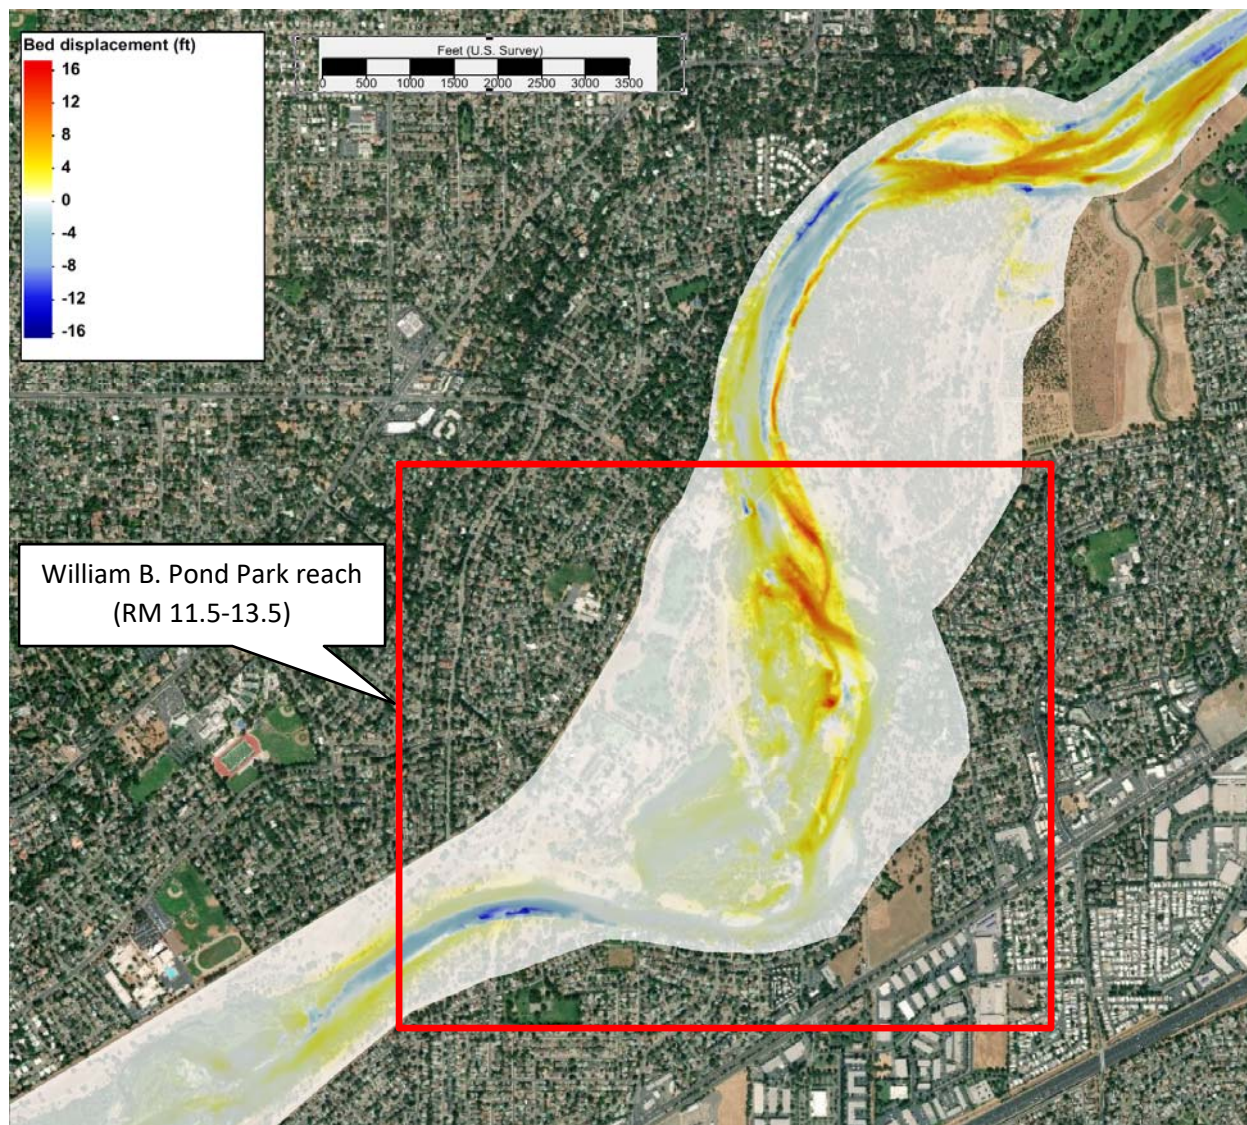 Bed displacement (ft)
16
12
8
4
0
-4
-8
-12
-16
Feet (U.S. Survey)
0 500 1000 1500 2000 2500 3000 3500
William B. Pond Park reach
(RM 11.5-13.5)